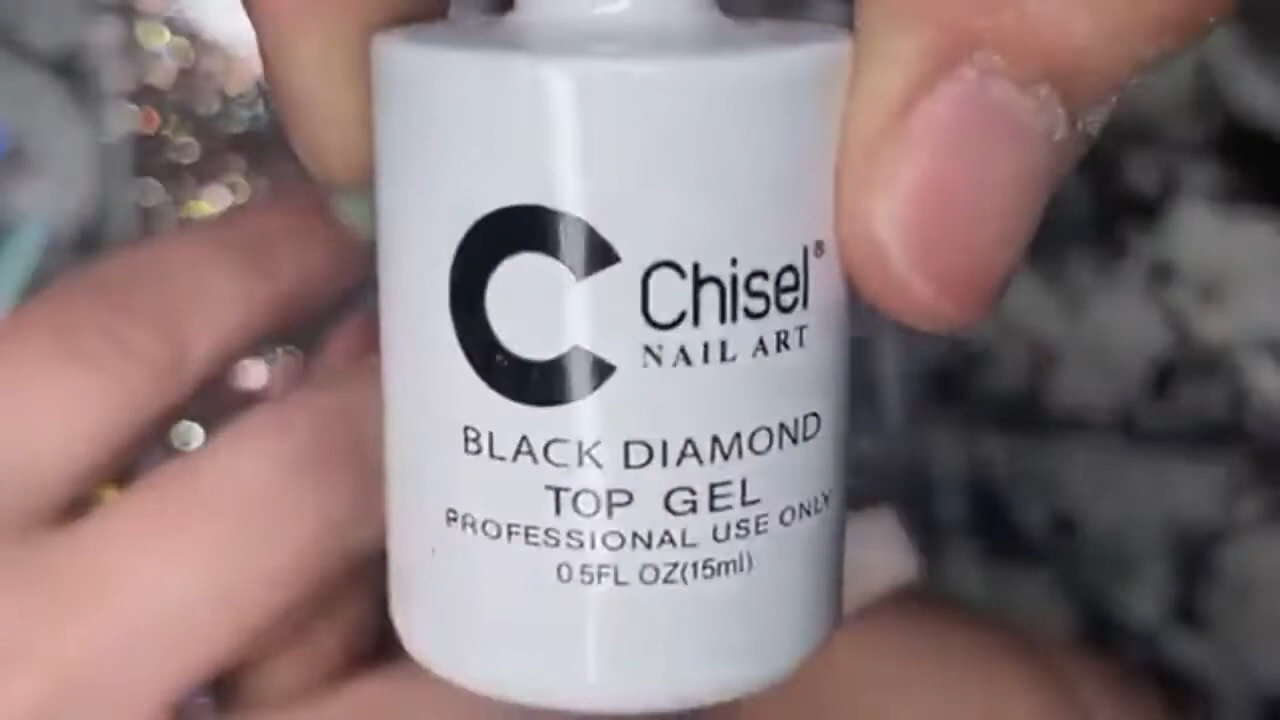 C Chisel®
NAIL ART
BLACK DIAMOND
TOP GEL
PROFESSIONAL USE ONLY
0.5FL OZ(15ml)